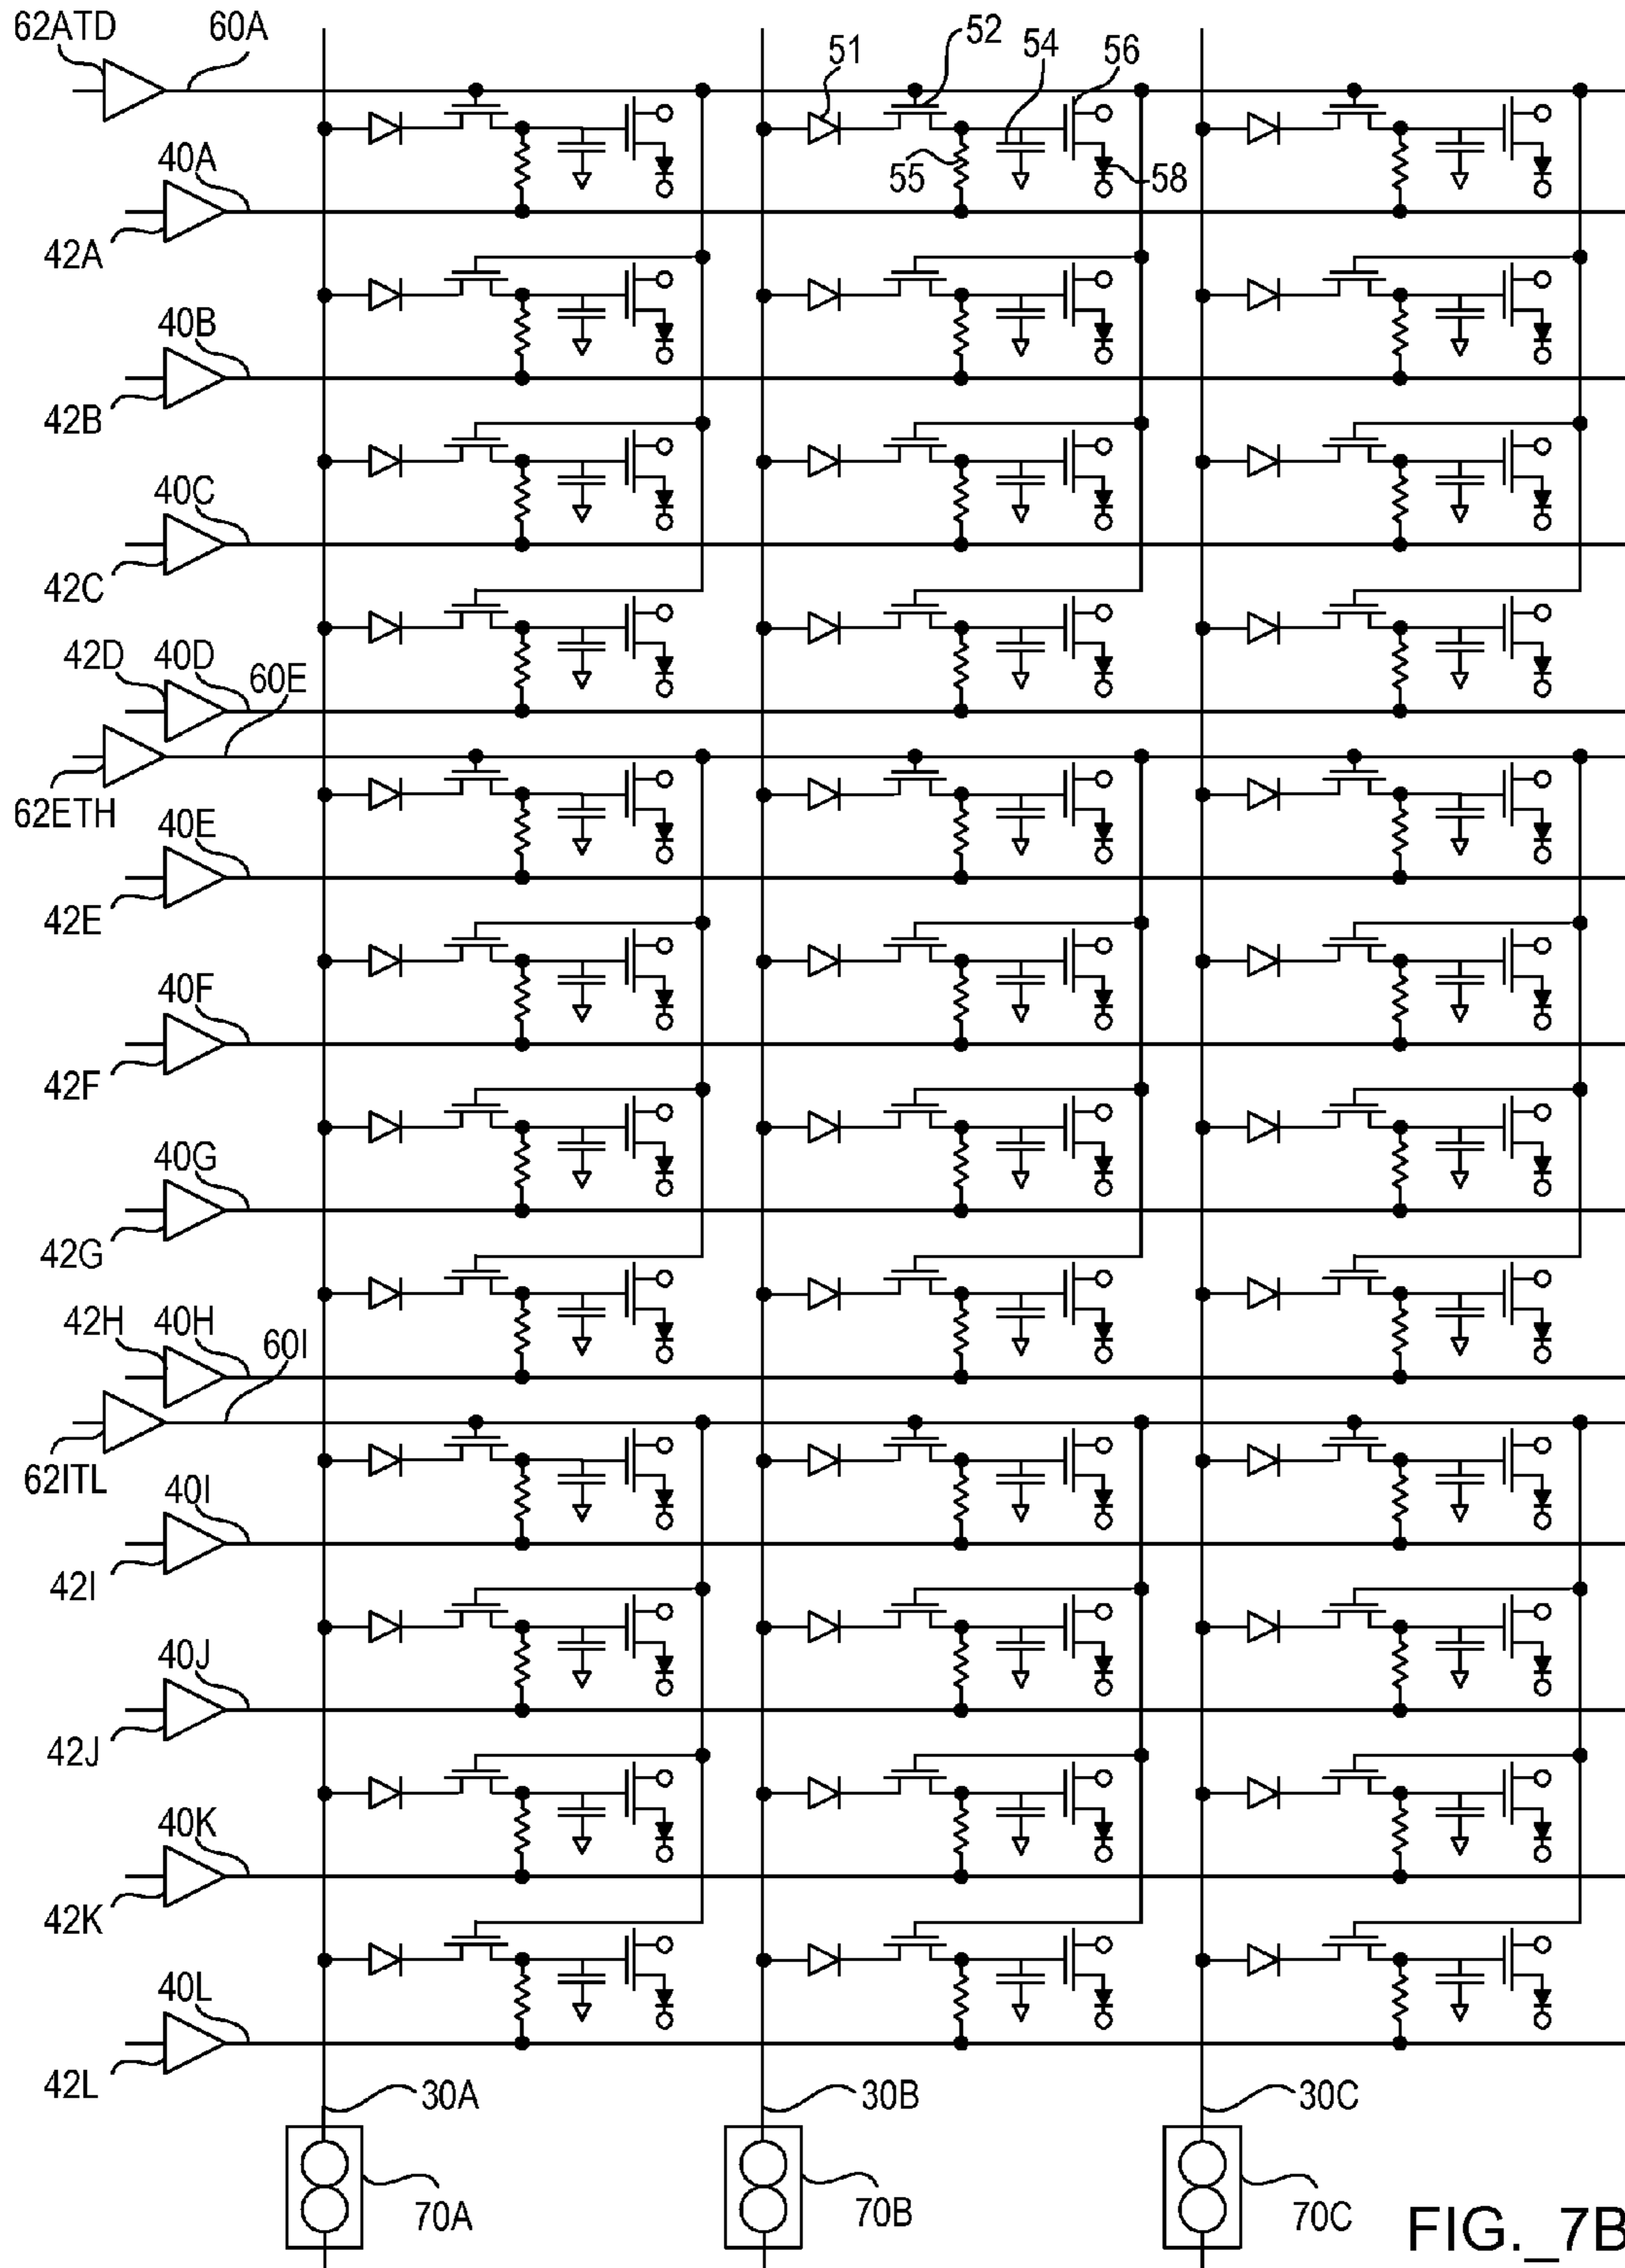 62ATD 60A
51 52 54 56
40A
55 58
42A
40B
42B
40C
42C
42D 40D 60E
62ETH
40E
42E
40F
42F
40G
42G
42H 40H 60I
62ITL
40I
42I
40J
42J
40K
42K
40L
42L
30A 30B 30C
70A 70B 70C
FIG._7B